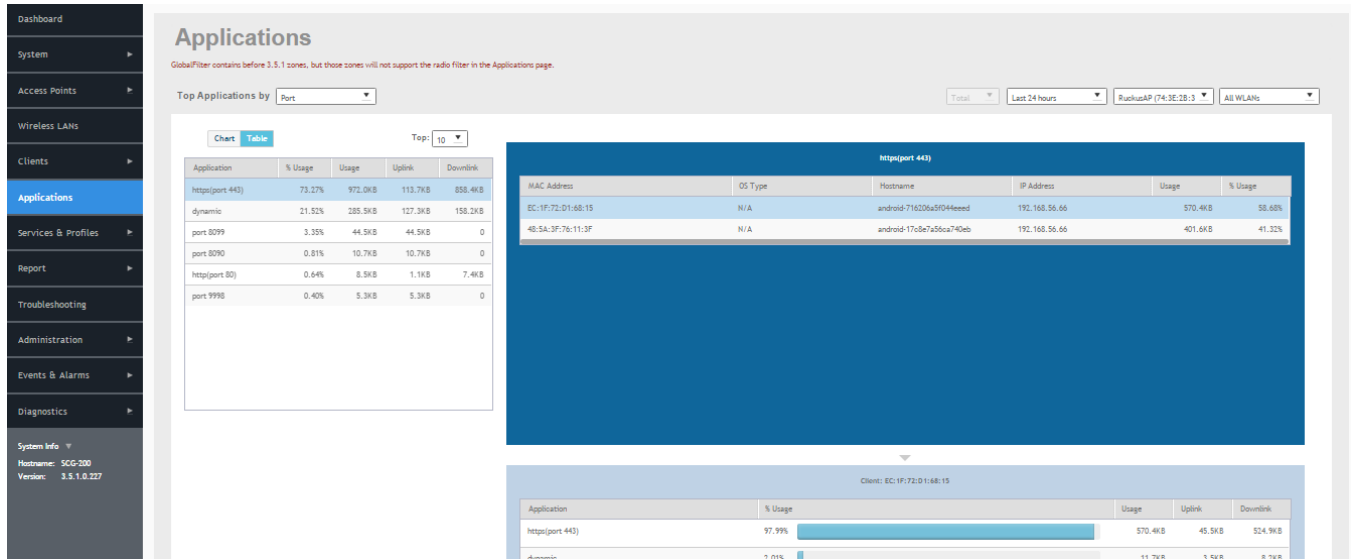 Dashboard
System
Access Points
Wireless LANs
Clients
Applications
Services & Profiles
Report
Troubleshooting
Administration
Events & Alarms
Diagnostics
System Info
Hostname: SCG-200
Version: 3.5.1.0.227
Applications
GlobalFilter contains before 3.5.1 zones, but those zones will not support the radio filter in the Applications page.
Top Applications by Port Total Last 24 hours RuckusAP (74:3E:2B:3 All WLANs
Chart Table Top: 10
Application % Usage Usage Uplink Downlink
https(port 443) 73.27% 972.0KB 113.7KB 858.4KB
dynamic 21.52% 285.5KB 127.3KB 158.2KB
port 8099 3.35% 44.5KB 44.5KB 0
port 8090 0.81% 10.7KB 10.7KB 0
http(port 80) 0.64% 8.5KB 1.1KB 7.4KB
port 9998 0.40% 5.3KB 5.3KB 0
https(port 443)
MAC Address OS Type Hostname IP Address Usage % Usage
EC:1F:72:D1:68:15 N/A android-716206a5f044eeed 192.168.56.66 570.4KB 58.68%
48:5A:3F:76:11:3F N/A android-17c8e7a56ca740eb 192.168.56.66 401.6KB 41.32%
Client: EC:1F:72:D1:68:15
Application % Usage Usage Uplink Downlink
https(port 443) 97.99% 570.4KB 45.5KB 524.9KB
dynamic 2.01% 11.7KB 3.5KB 8.2KB